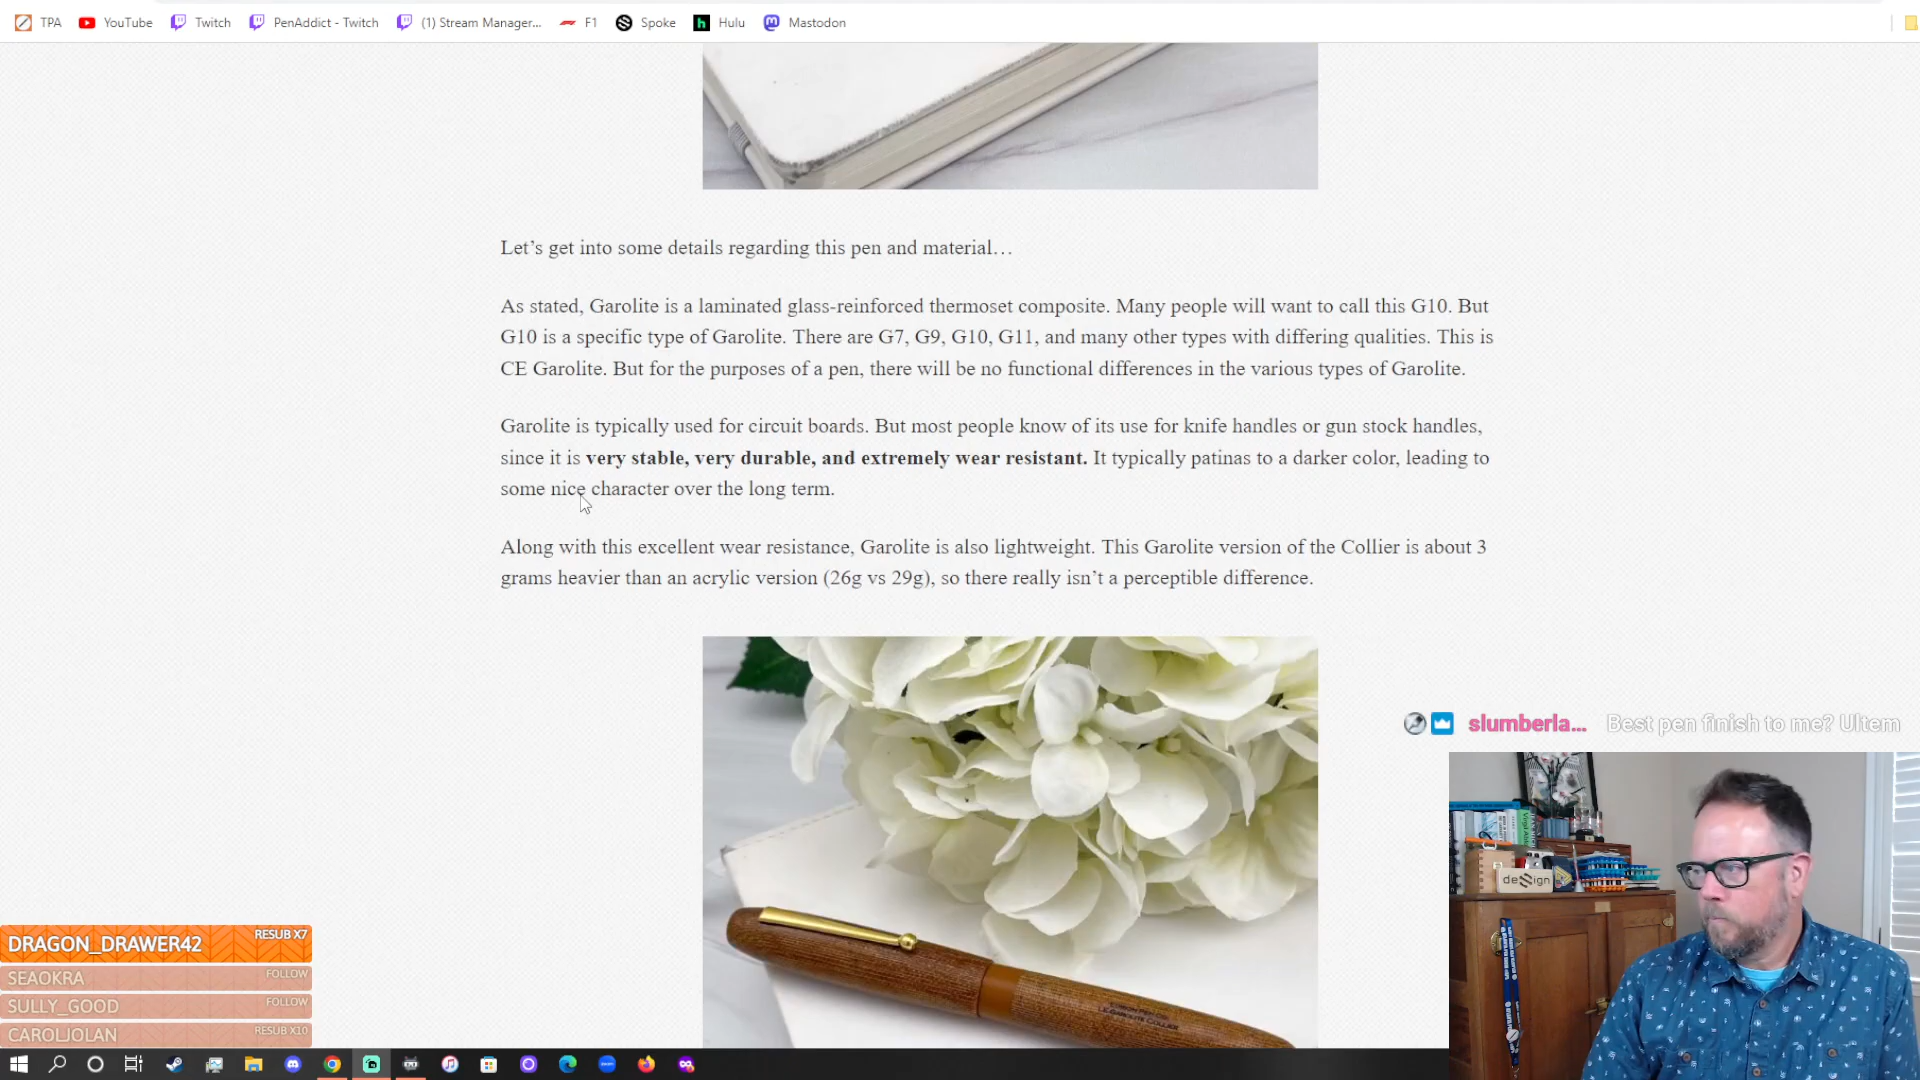 TPA YouTube Twitch PenAddict - Twitch (1) Stream Manager... F1 Spoke Hulu Mastodon
Let’s get into some details regarding this pen and material…
As stated, Garolite is a laminated glass-reinforced thermoset composite. Many people will want to call this G10. But
G10 is a specific type of Garolite. There are G7, G9, G10, G11, and many other types with differing qualities. This is
CE Garolite. But for the purposes of a pen, there will be no functional differences in the various types of Garolite.
Garolite is typically used for circuit boards. But most people know of its use for knife handles or gun stock handles,
since it is very stable, very durable, and extremely wear resistant. It typically patinas to a darker color, leading to
some nice character over the long term.
Along with this excellent wear resistance, Garolite is also lightweight. This Garolite version of the Collier is about 3
grams heavier than an acrylic version (26g vs 29g), so there really isn’t a perceptible difference.
slumberla... Best pen finish to me? Ultem
DRAGON_DRAWER42 RESUB X7
SEAOKRA FOLLOW
SULLY_GOOD FOLLOW
CAROLJOLAN RESUB X10